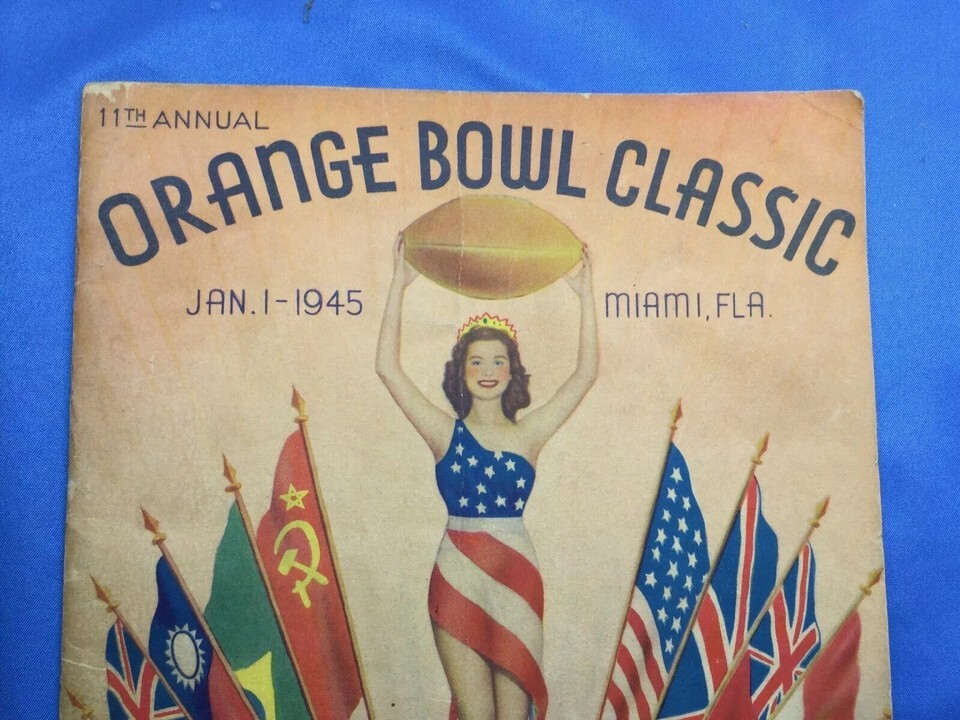 11TH ANNUAL
ORANGE BOWL CLASSIC
JAN. 1-1945
MIAMI, FLA.